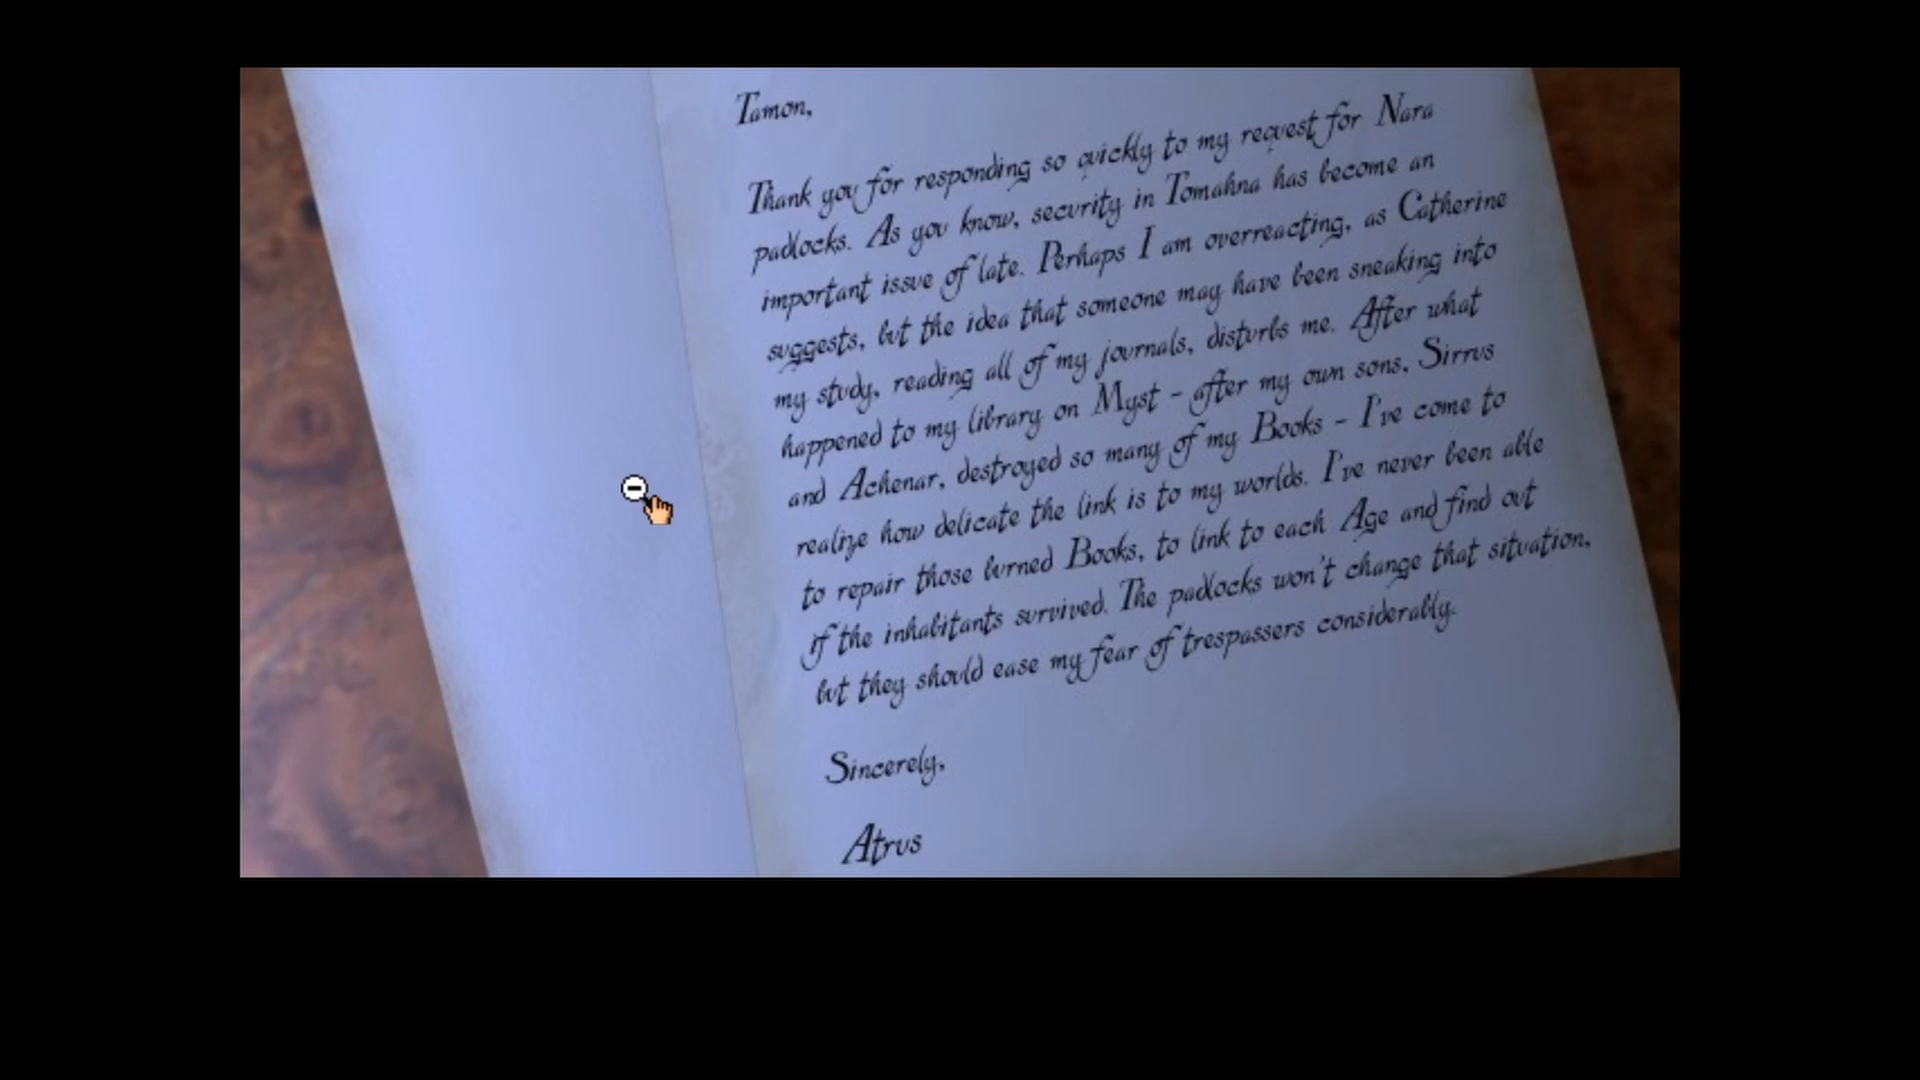 Tamon,
Thank you for responding so quickly to my request for Nara
padlocks. As you know, security in Tomahna has become an
important issue of late. Perhaps I am overreacting, as Catherine
suggests, but the idea that someone may have been sneaking into
my study, reading all of my journals, disturbs me. After what
happened to my library on Myst - after my own sons, Sirrus
and Achenar, destroyed so many of my Books - I've come to
realize how delicate the link is to my worlds. I've never been able
to repair those burned Books, to link to each Age and find out
if the inhabitants survived. The padlocks won't change that situation,
but they should ease my fear of trespassers considerably.
Sincerely,
Atrus